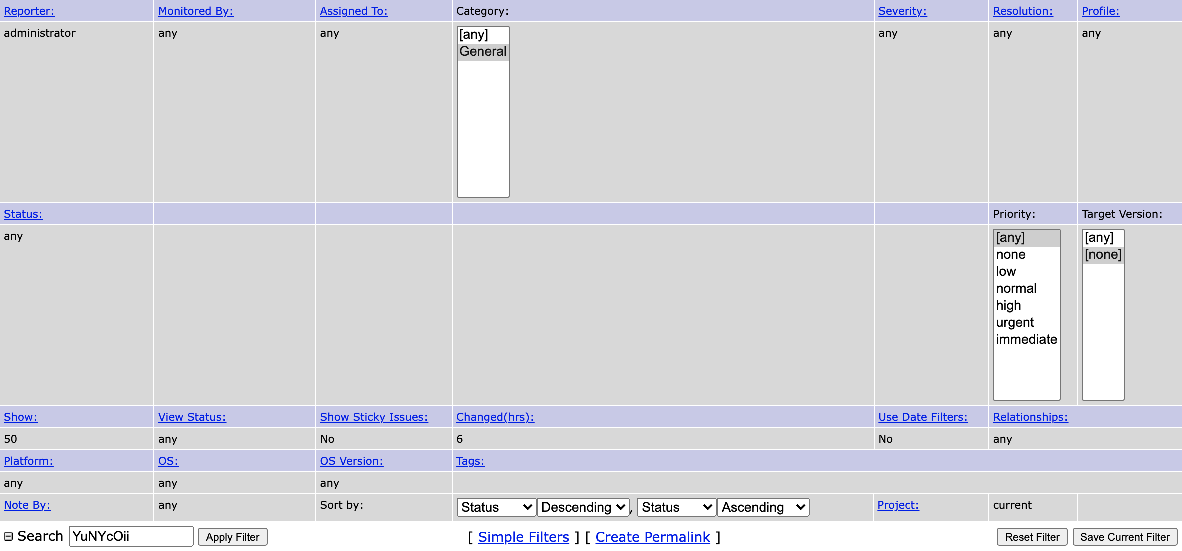 Reporter: Monitored By: Assigned To: Category: Severity: Resolution: Profile:
administrator any any [any] any any any
General
Status: Priority: Target Version:
any [any] [any]
none [none]
low
normal
high
urgent
immediate
Show: View Status: Show Sticky Issues: Changed(hrs): Use Date Filters: Relationships:
50 any No 6 No any
Platform: OS: OS Version: Tags:
any any any
Note By: any Sort by: Status Descending, Status Ascending Project: current
Search YuNYcOii Apply Filter [ Simple Filters ] [ Create Permalink ] Reset Filter Save Current Filter